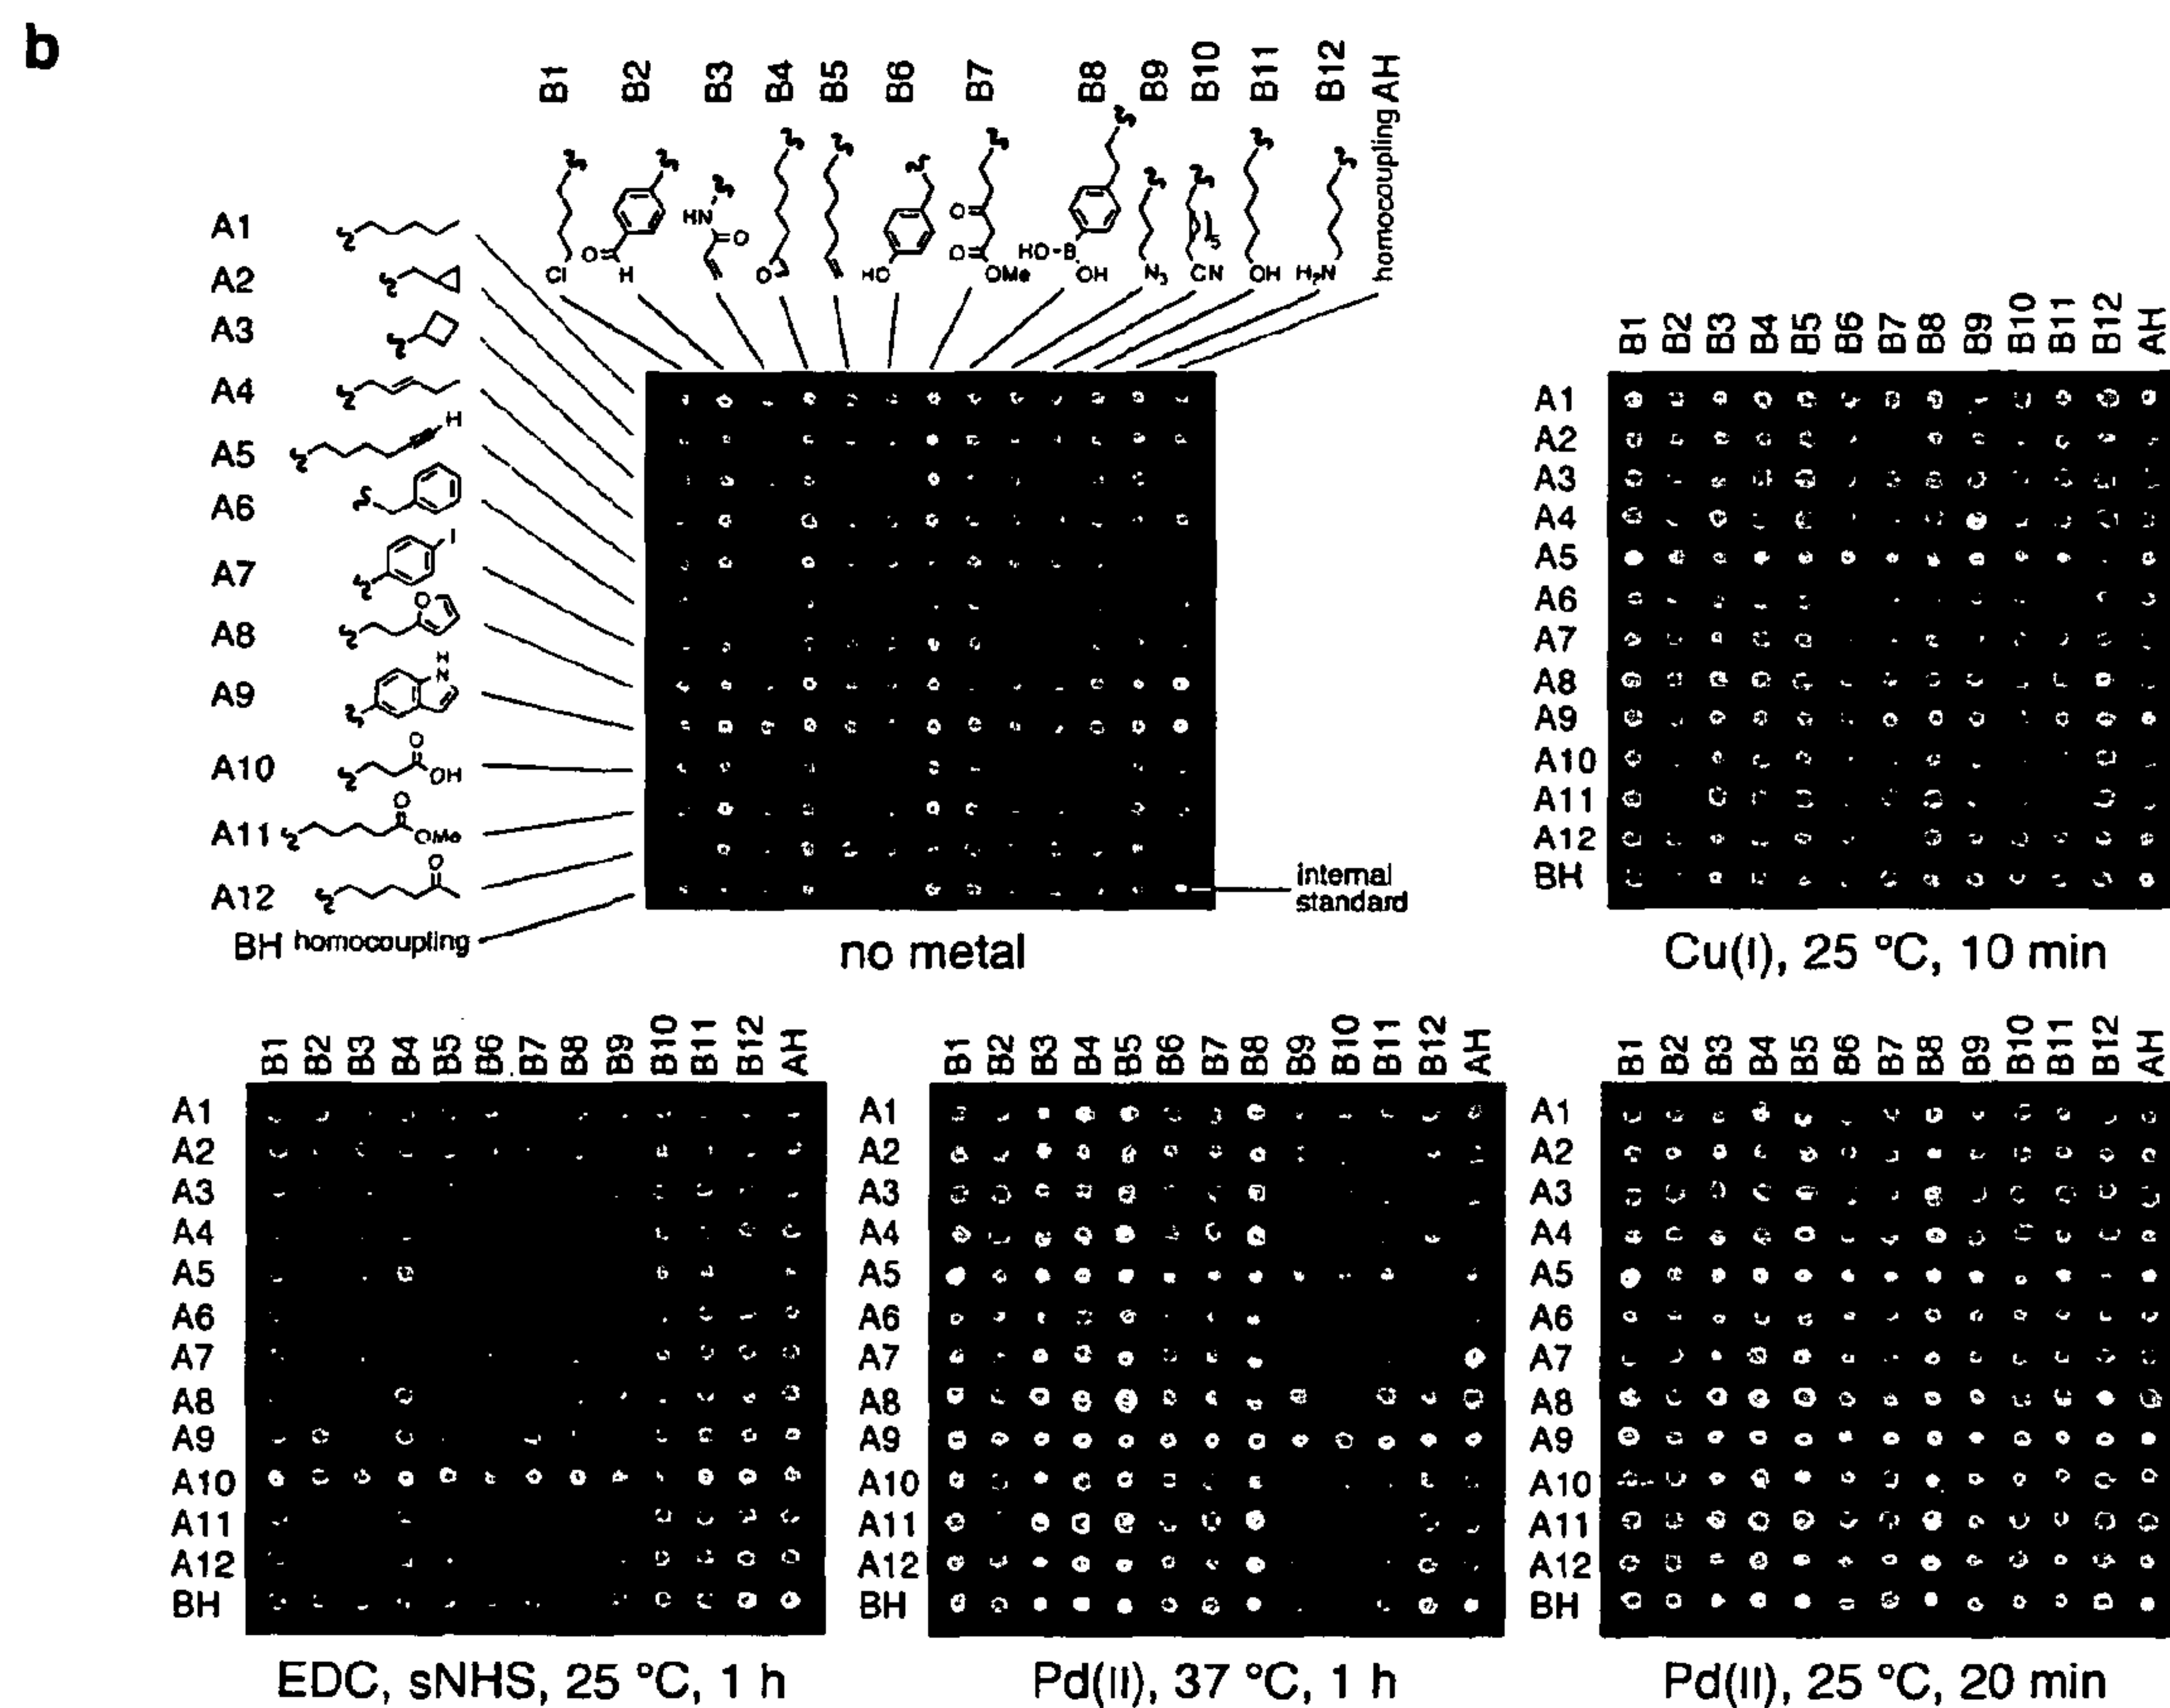 b
B1 B2 B3 B4 B5 B6 B7 B8 B9 B10 B11 B12 homocoupling AH
Cl
O H
HN O
O
HO
O O OMe
HO-B OH
N3
CN 5
OH
H2N
A1
A2
A3
A4
A5 H
A6
A7 I
A8 O
A9 H N
A10 O OH
A11 O OMe
A12 O
BH homocoupling
internal
standard
no metal
B1 B2 B3 B4 B5 B6 B7 B8 B9 B10 B11 B12 AH
A1
A2
A3
A4
A5
A6
A7
A8
A9
A10
A11
A12
BH
Cu(I), 25 ºC, 10 min
B1 B2 B3 B4 B5 B6 B7 B8 B9 B10 B11 B12 AH
A1
A2
A3
A4
A5
A6
A7
A8
A9
A10
A11
A12
BH
EDC, sNHS, 25 ºC, 1 h
B1 B2 B3 B4 B5 B6 B7 B8 B9 B10 B11 B12 AH
A1
A2
A3
A4
A5
A6
A7
A8
A9
A10
A11
A12
BH
Pd(II), 37 ºC, 1 h
B1 B2 B3 B4 B5 B6 B7 B8 B9 B10 B11 B12 AH
A1
A2
A3
A4
A5
A6
A7
A8
A9
A10
A11
A12
BH
Pd(II), 25 ºC, 20 min